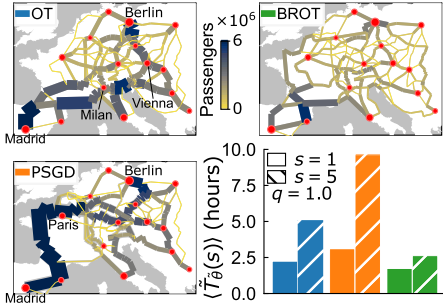 OT
Berlin
Vienna
Milan
Madrid
6 ×10⁶
Passengers
0
BROT
PSGD
Berlin
Paris
Madrid
10.0
7.5
5.0
2.5
0.0
⟨T̃_θ̃(s)⟩ (hours)
s = 1
s = 5
q = 1.0